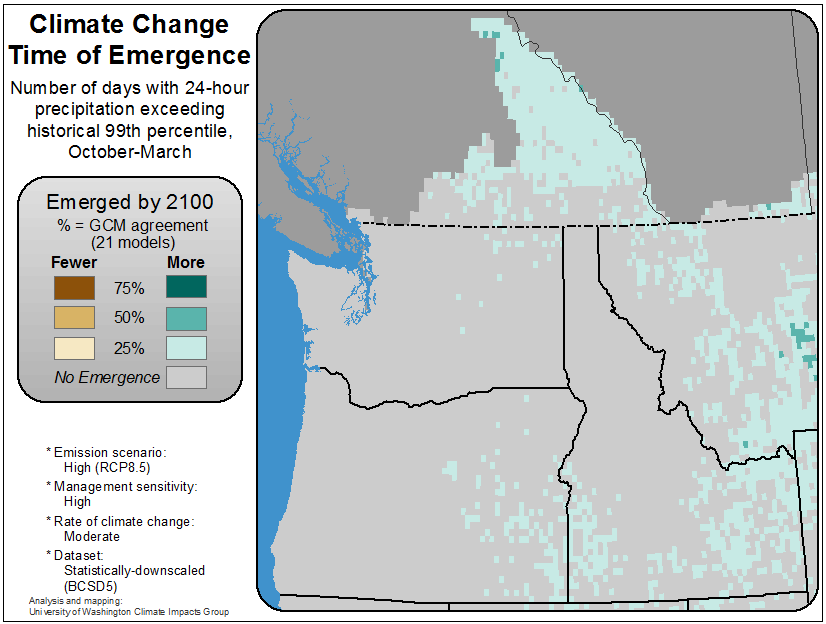 Climate Change
Time of Emergence
Number of days with 24-hour
precipitation exceeding
historical 99th percentile,
October-March
Emerged by 2100
% = GCM agreement
(21 models)
Fewer More
75%
50%
25%
No Emergence
* Emission scenario:
High (RCP8.5)
* Management sensitivity:
High
* Rate of climate change:
Moderate
* Dataset:
Statistically-downscaled
(BCSD5)
Analysis and mapping:
University of Washington Climate Impacts Group